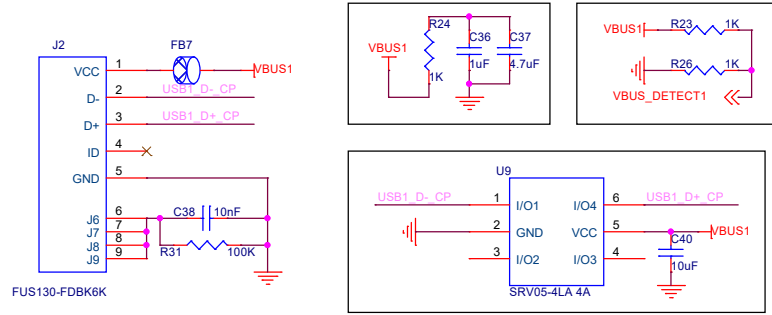 J2
FB7
VCC
1
VBUS1
D-
2
USB1_D-_CP
D+
3
USB1_D+_CP
ID
4
GND
5
J6
6
J7
7
J8
8
J9
9
C38
10nF
R31
100K
FUS130-FDBK6K
VBUS1
R24
1K
C36
1uF
C37
4.7uF
VBUS1
R23
1K
R26
1K
VBUS_DETECT1
U9
USB1_D-_CP
1
I/O1
I/O4
6
USB1_D+_CP
2
GND
VCC
5
VBUS1
3
I/O2
I/O3
4
C40
10uF
SRV05-4LA 4A